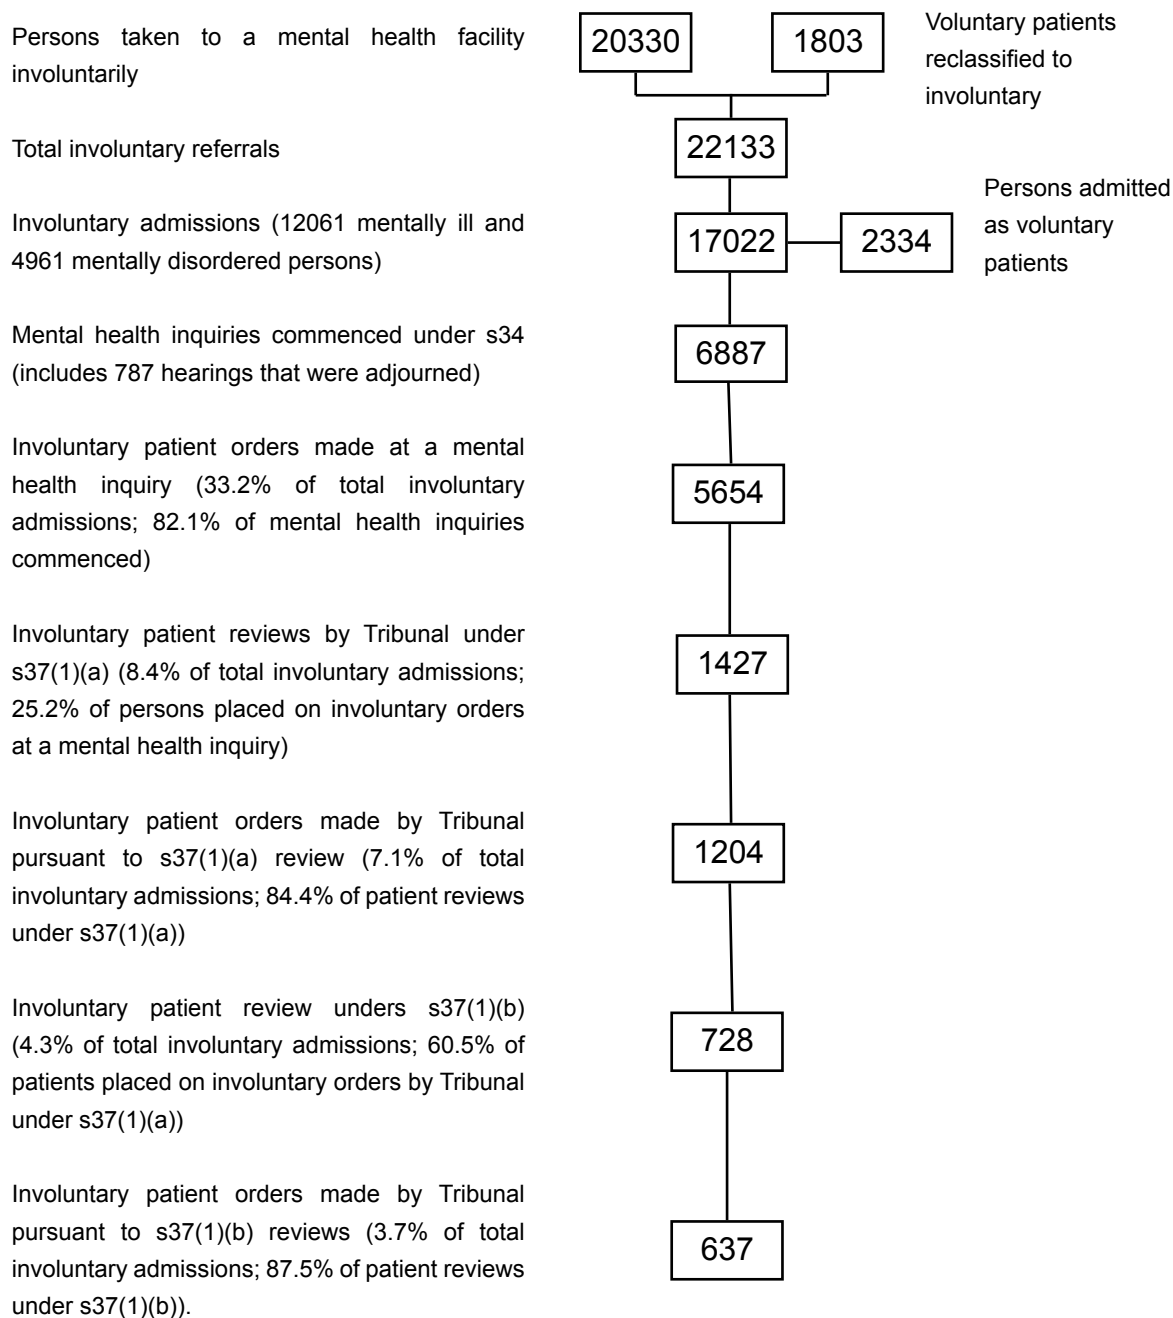 Persons taken to a mental health facility
involuntarily
20330
1803
Voluntary patients
reclassified to
involuntary
Total involuntary referrals
22133
Involuntary admissions (12061 mentally ill and
4961 mentally disordered persons)
17022
2334
Persons admitted
as voluntary
patients
Mental health inquiries commenced under s34
(includes 787 hearings that were adjourned)
6887
Involuntary patient orders made at a mental
health inquiry (33.2% of total involuntary
admissions; 82.1% of mental health inquiries
commenced)
5654
Involuntary patient reviews by Tribunal under
s37(1)(a) (8.4% of total involuntary admissions;
25.2% of persons placed on involuntary orders
at a mental health inquiry)
1427
Involuntary patient orders made by Tribunal
pursuant to s37(1)(a) review (7.1% of total
involuntary admissions; 84.4% of patient reviews
under s37(1)(a))
1204
Involuntary patient review unders s37(1)(b)
(4.3% of total involuntary admissions; 60.5% of
patients placed on involuntary orders by Tribunal
under s37(1)(a))
728
Involuntary patient orders made by Tribunal
pursuant to s37(1)(b) reviews (3.7% of total
involuntary admissions; 87.5% of patient reviews
under s37(1)(b)).
637